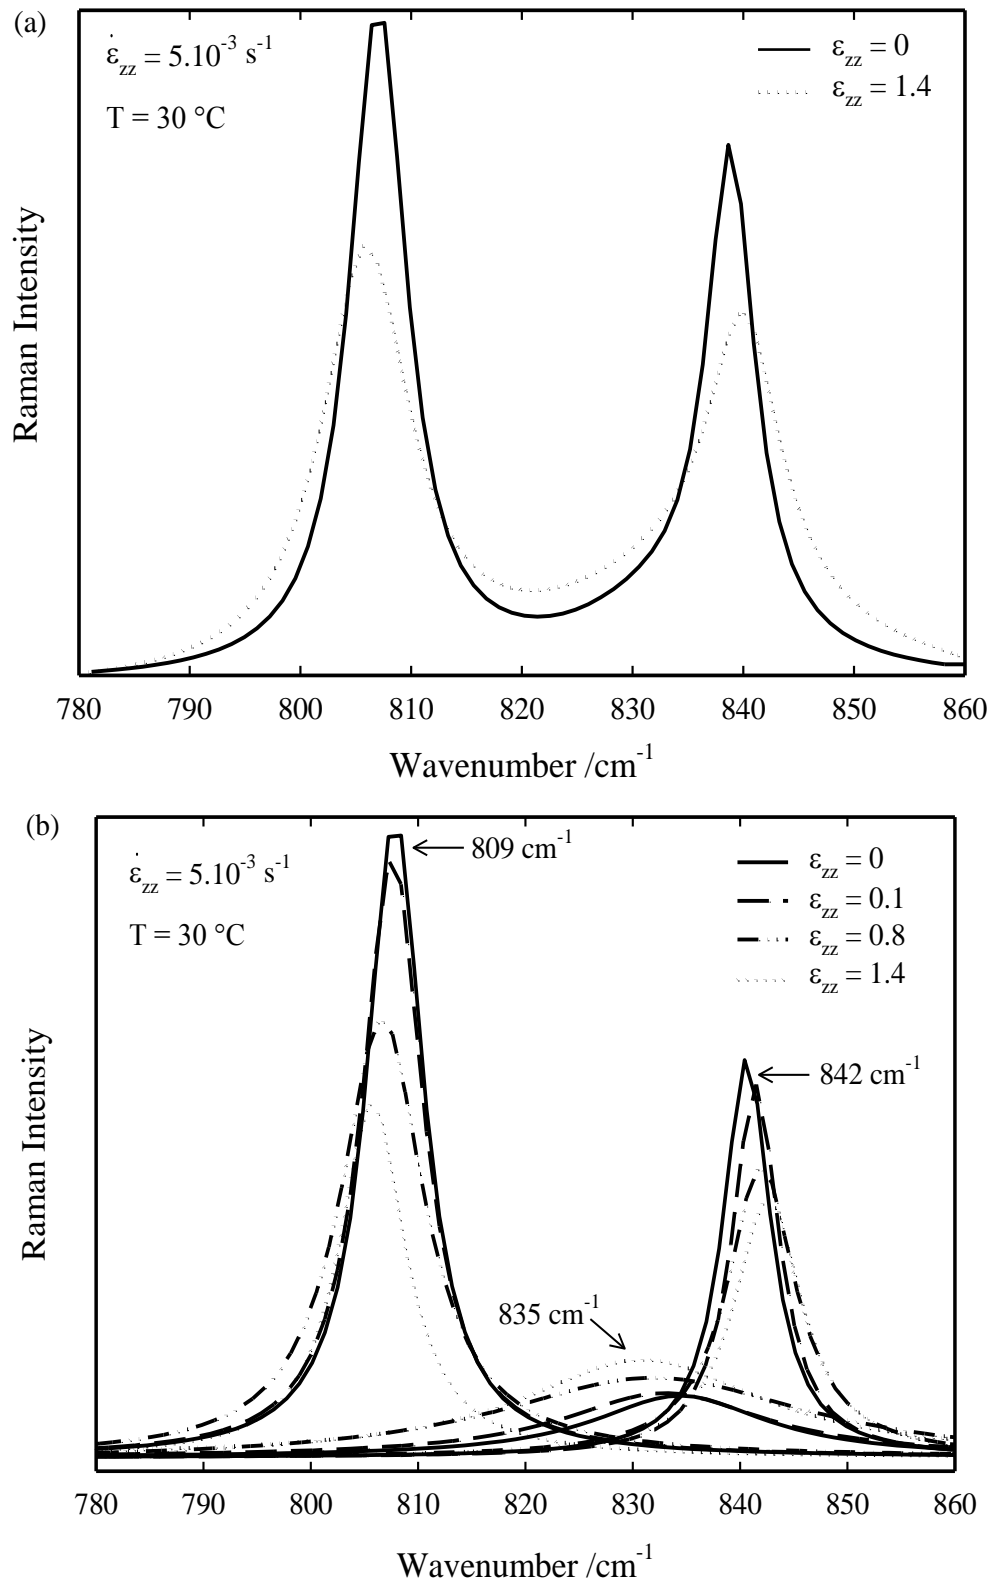 (a)
ε̇zz = 5.10-3 s-1
T = 30 °C
εzz = 0
εzz = 1.4
Raman Intensity
780 790 800 810 820 830 840 850 860
Wavenumber /cm-1
(b)
ε̇zz = 5.10-3 s-1
T = 30 °C
809 cm-1
εzz = 0
εzz = 0.1
εzz = 0.8
εzz = 1.4
842 cm-1
835 cm-1
Raman Intensity
780 790 800 810 820 830 840 850 860
Wavenumber /cm-1